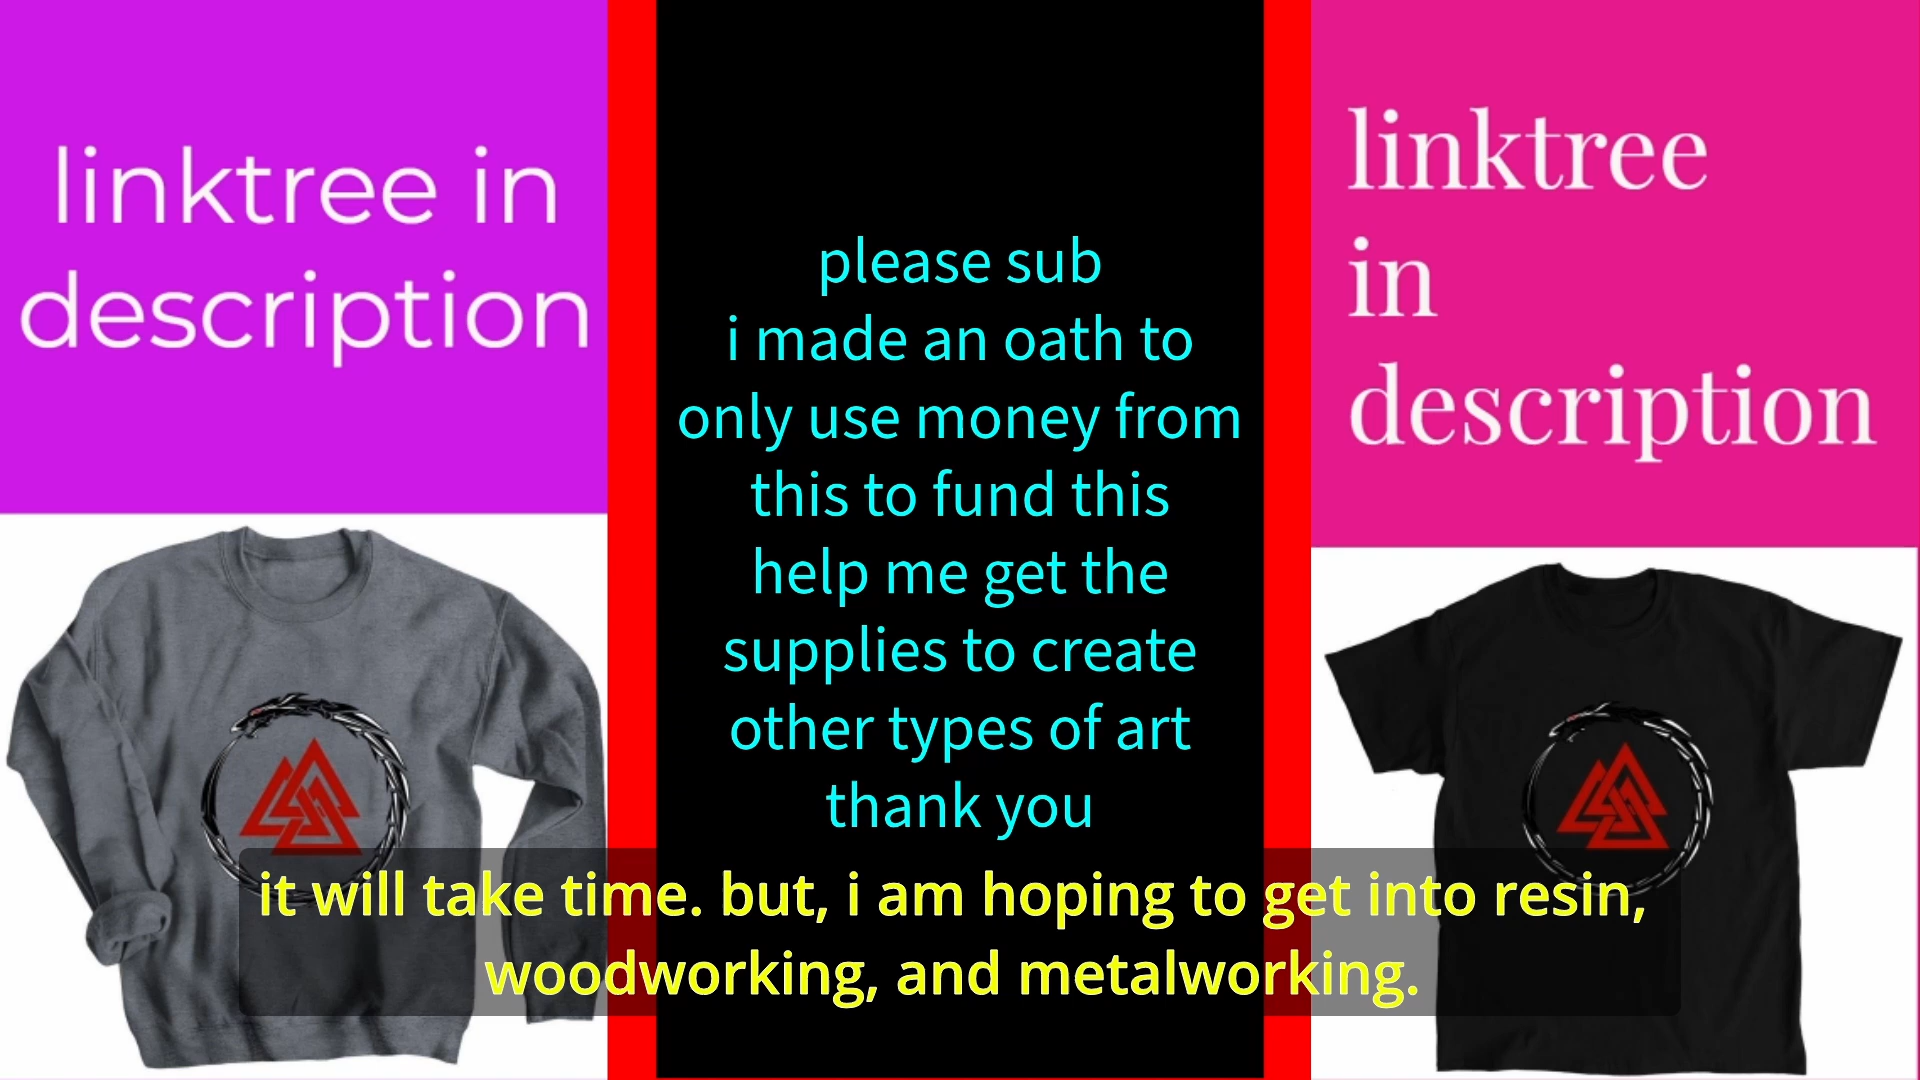 linktree in
description
please sub
i made an oath to
only use money from
this to fund this
help me get the
supplies to create
other types of art
thank you
linktree
in
description
it will take time. but, i am hoping to get into resin,
woodworking, and metalworking.